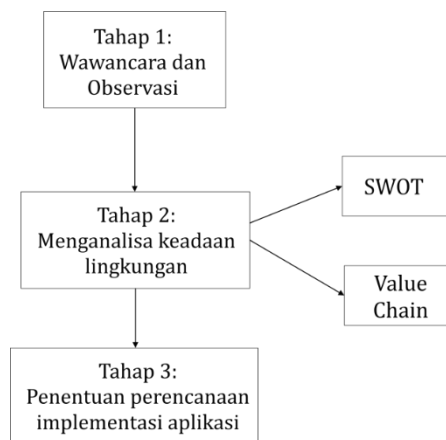 Tahap 1:
Wawancara dan
Observasi
SWOT
Tahap 2:
Menganalisa keadaan
lingkungan
Value
Chain
Tahap 3:
Penentuan perencanaan
implementasi aplikasi